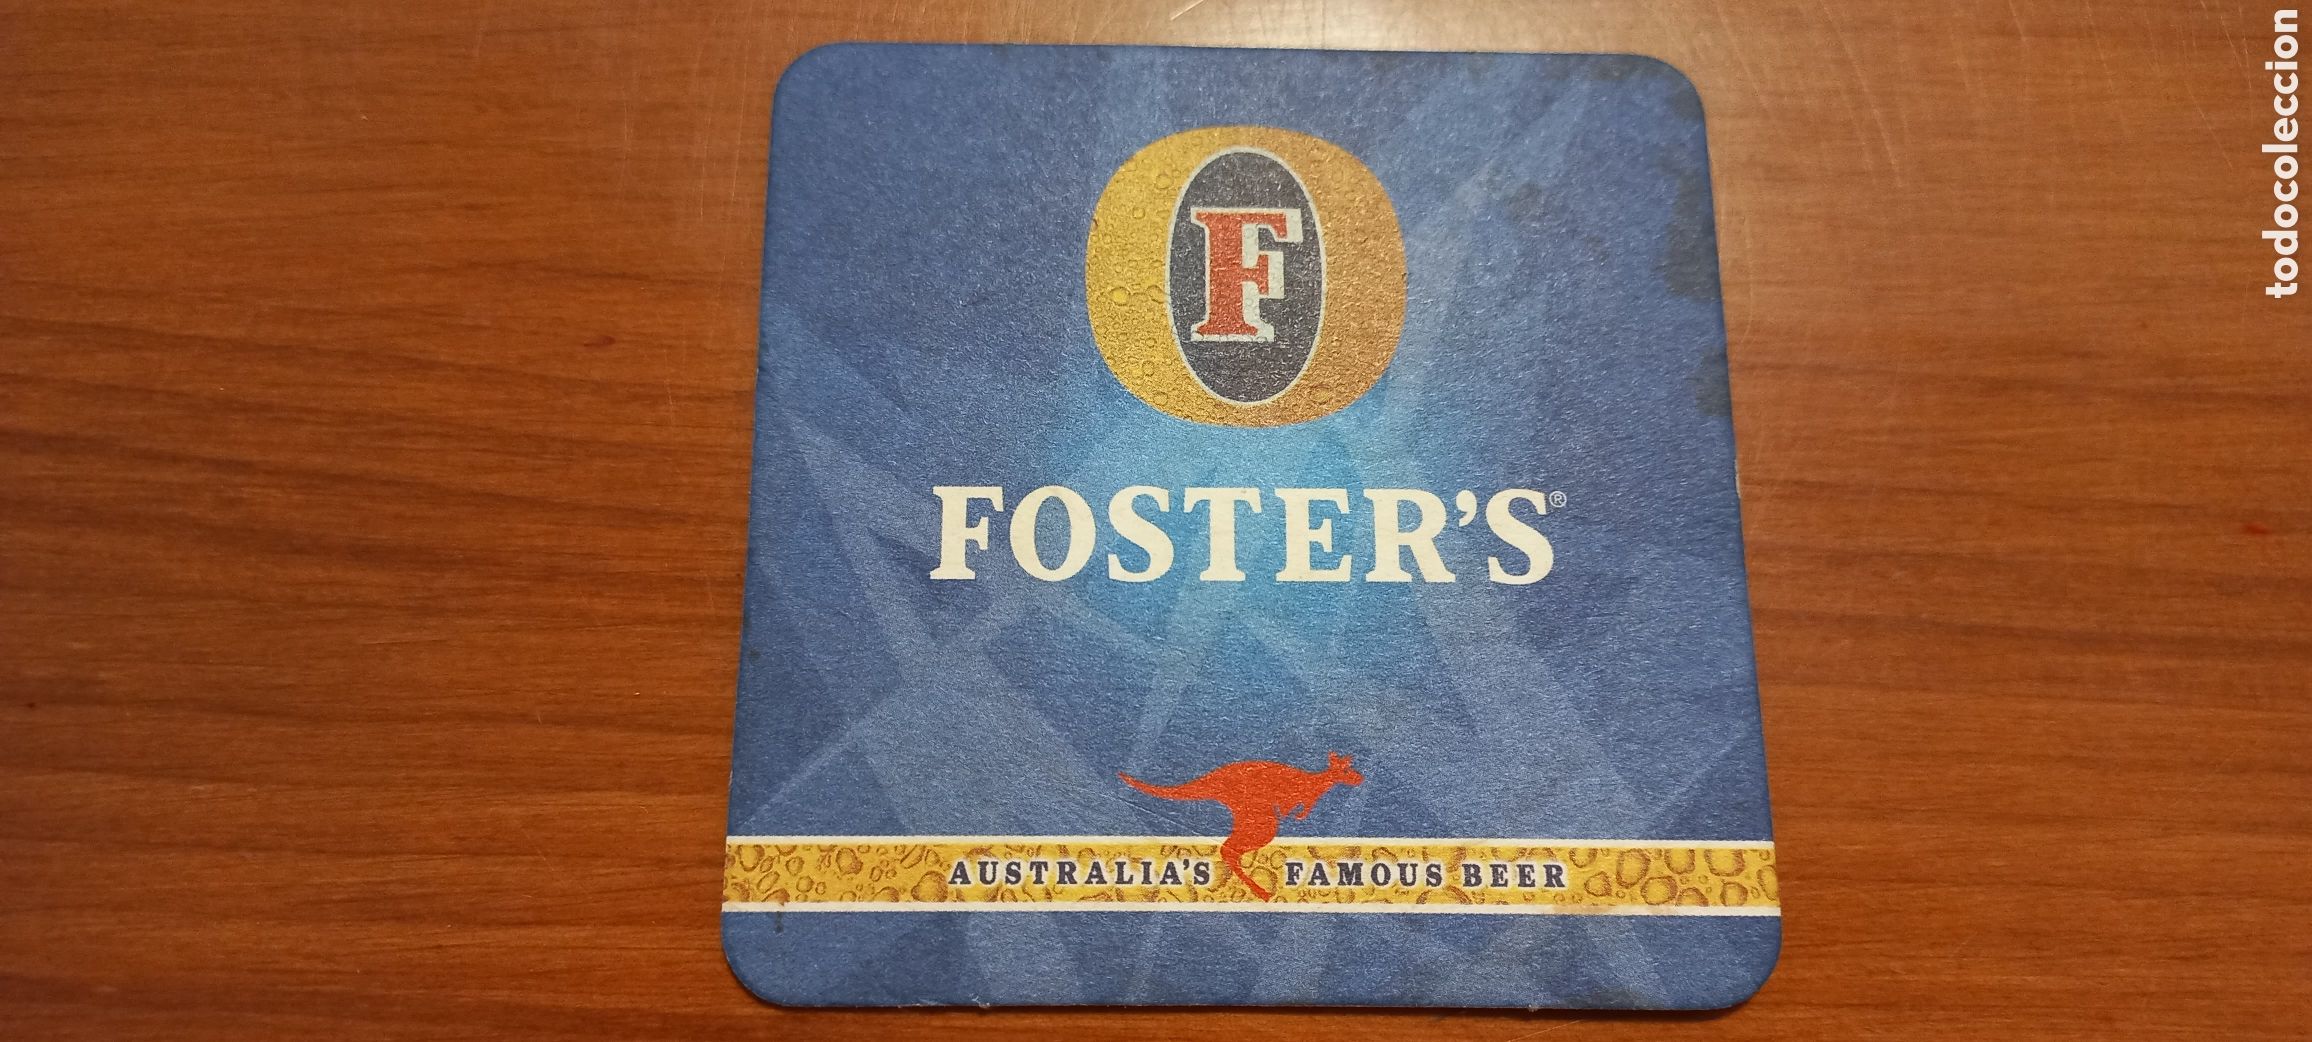 F
FOSTER'S®
AUSTRALIA'S FAMOUS BEER
todocoleccion